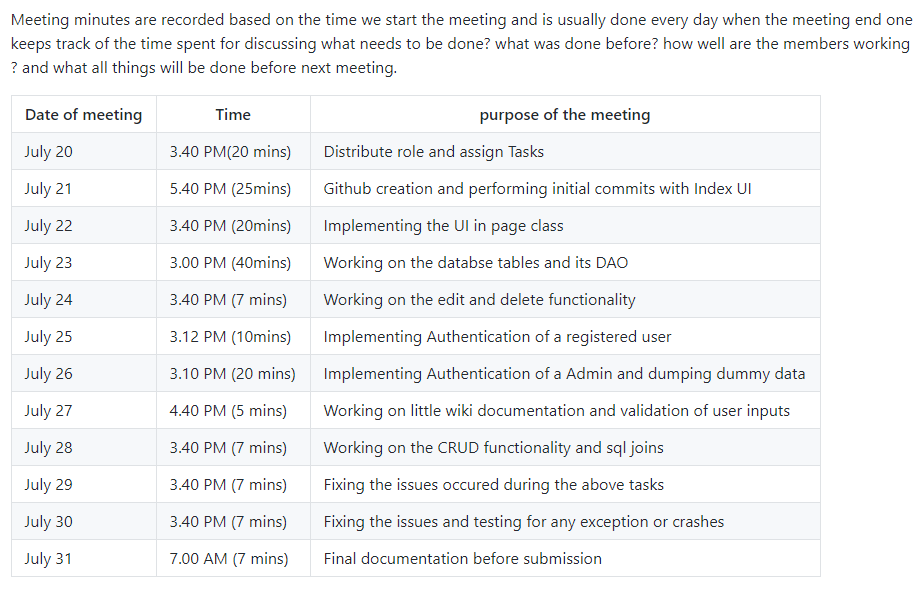 Meeting minutes are recorded based on the time we start the meeting and is usually done every day when the meeting end one
keeps track of the time spent for discussing what needs to be done? what was done before? how well are the members working
? and what all things will be done before next meeting.
Date of meeting Time purpose of the meeting
July 20 3.40 PM(20 mins) Distribute role and assign Tasks
July 21 5.40 PM (25mins) Github creation and performing initial commits with Index UI
July 22 3.40 PM (20mins) Implementing the UI in page class
July 23 3.00 PM (40mins) Working on the databse tables and its DAO
July 24 3.40 PM (7 mins) Working on the edit and delete functionality
July 25 3.12 PM (10mins) Implementing Authentication of a registered user
July 26 3.10 PM (20 mins) Implementing Authentication of a Admin and dumping dummy data
July 27 4.40 PM (5 mins) Working on little wiki documentation and validation of user inputs
July 28 3.40 PM (7 mins) Working on the CRUD functionality and sql joins
July 29 3.40 PM (7 mins) Fixing the issues occured during the above tasks
July 30 3.40 PM (7 mins) Fixing the issues and testing for any exception or crashes
July 31 7.00 AM (7 mins) Final documentation before submission